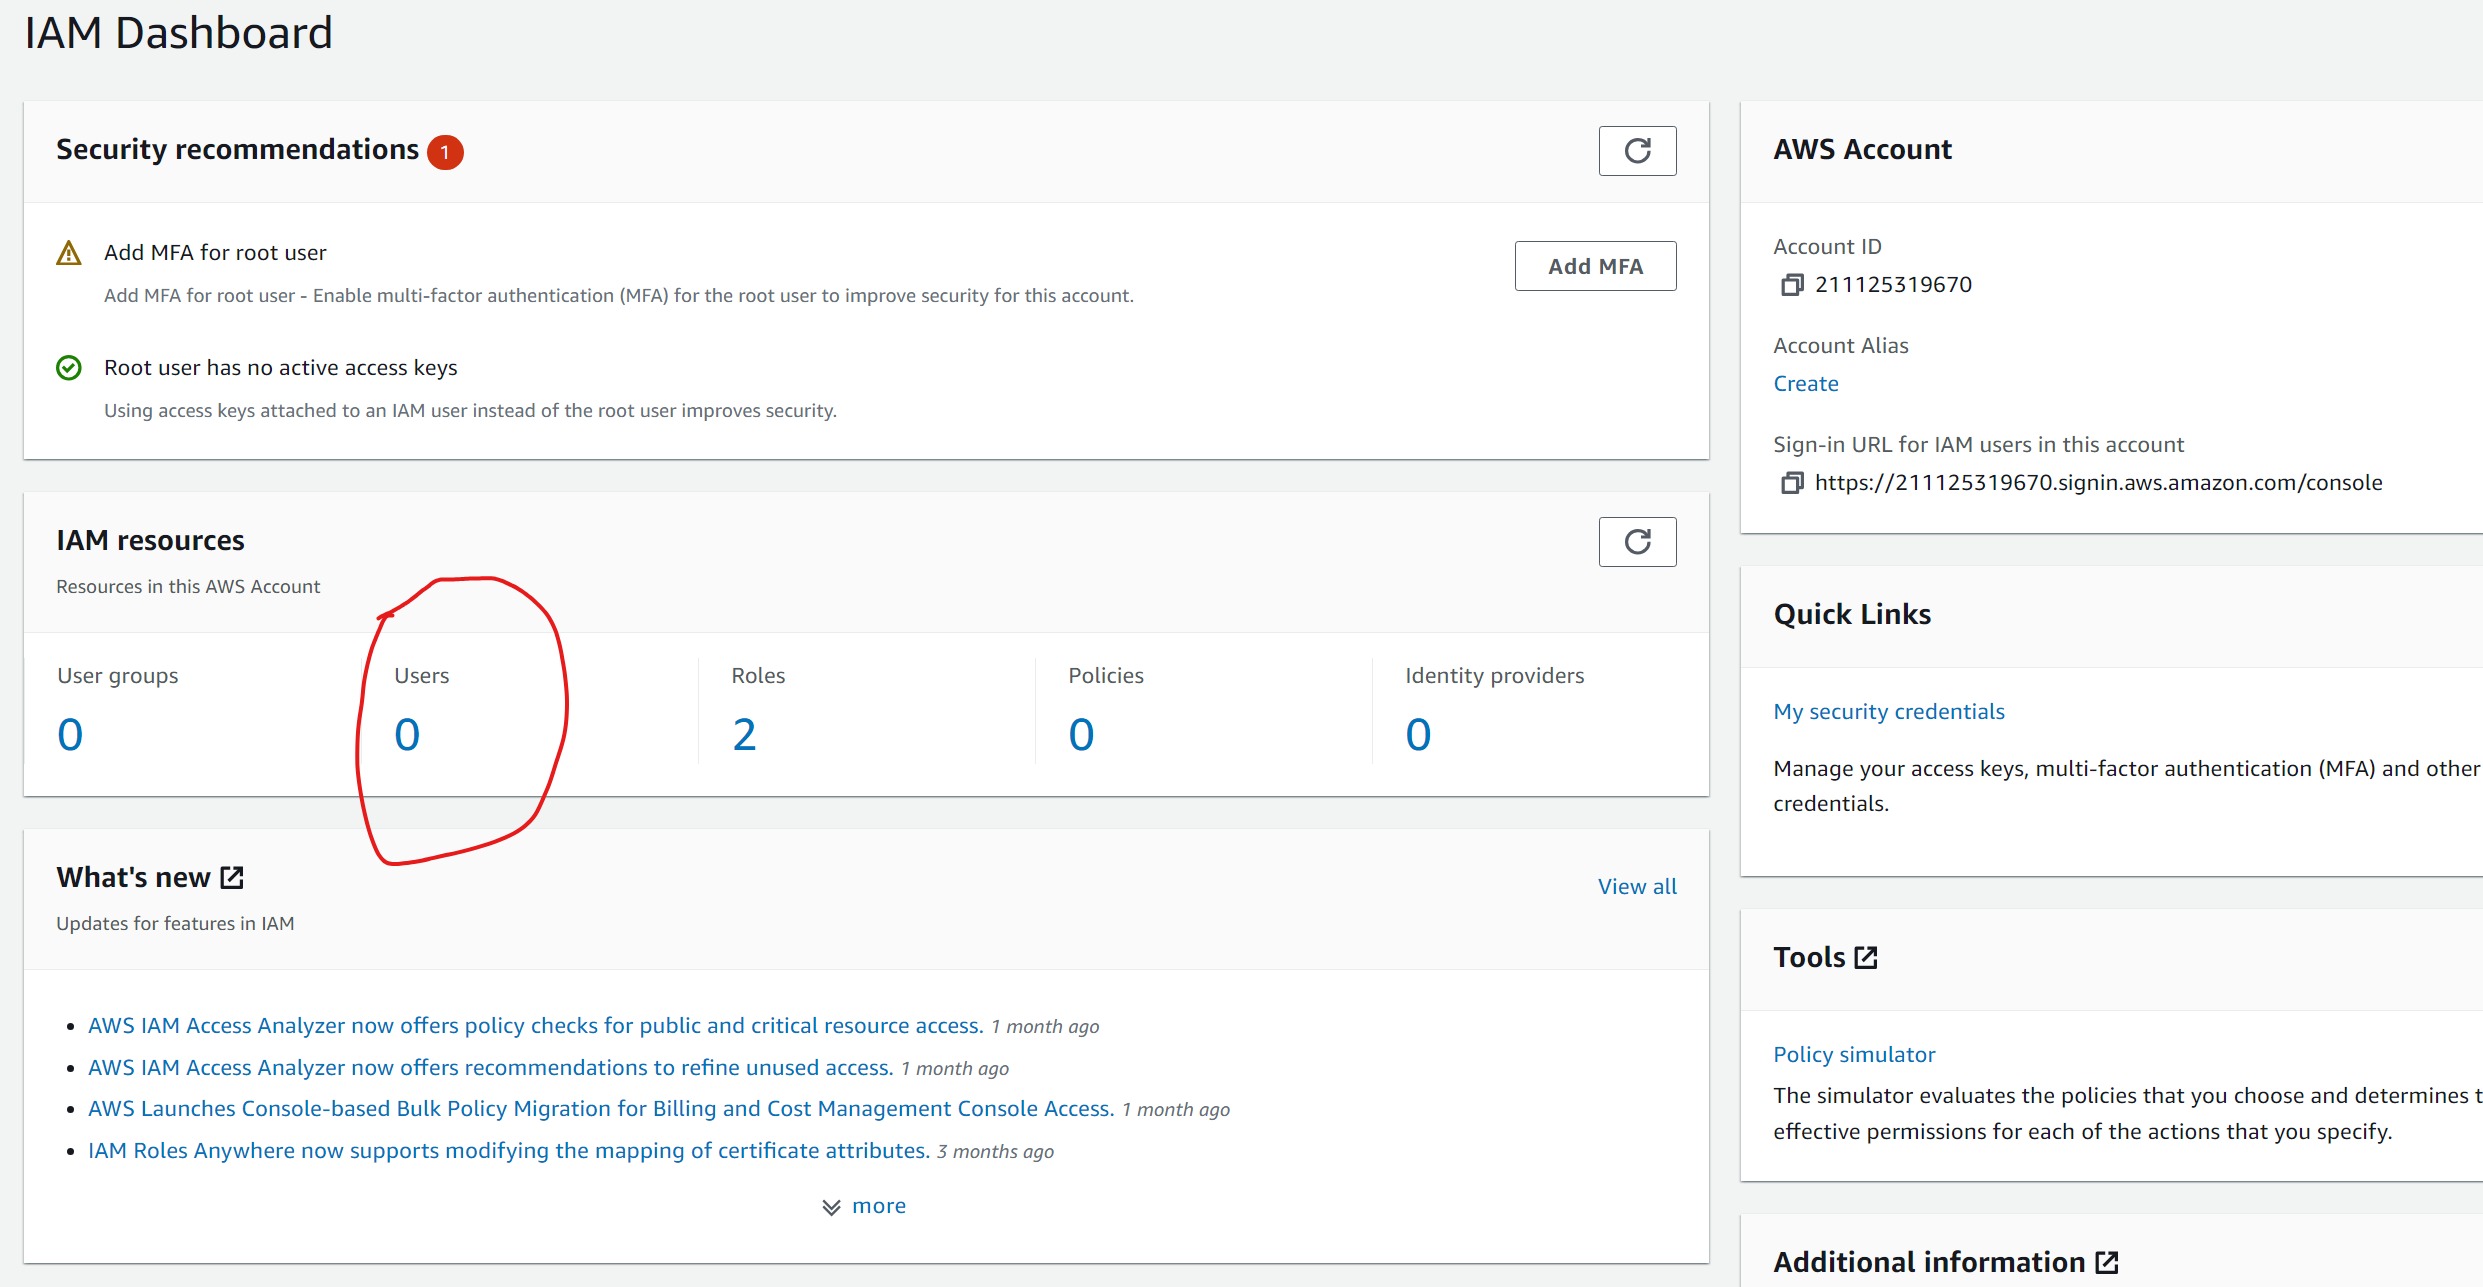 IAM Dashboard
Security recommendations 1
Add MFA for root user
Add MFA
Add MFA for root user - Enable multi-factor authentication (MFA) for the root user to improve security for this account.
Root user has no active access keys
Using access keys attached to an IAM user instead of the root user improves security.
IAM resources
Resources in this AWS Account
User groups
0
Users
0
Roles
2
Policies
0
Identity providers
0
What's new
View all
Updates for features in IAM
AWS IAM Access Analyzer now offers policy checks for public and critical resource access. 1 month ago
AWS IAM Access Analyzer now offers recommendations to refine unused access. 1 month ago
AWS Launches Console-based Bulk Policy Migration for Billing and Cost Management Console Access. 1 month ago
IAM Roles Anywhere now supports modifying the mapping of certificate attributes. 3 months ago
more
AWS Account
Account ID
211125319670
Account Alias
Create
Sign-in URL for IAM users in this account
https://211125319670.signin.aws.amazon.com/console
Quick Links
My security credentials
Manage your access keys, multi-factor authentication (MFA) and other
credentials.
Tools
Policy simulator
The simulator evaluates the policies that you choose and determines t
effective permissions for each of the actions that you specify.
Additional information